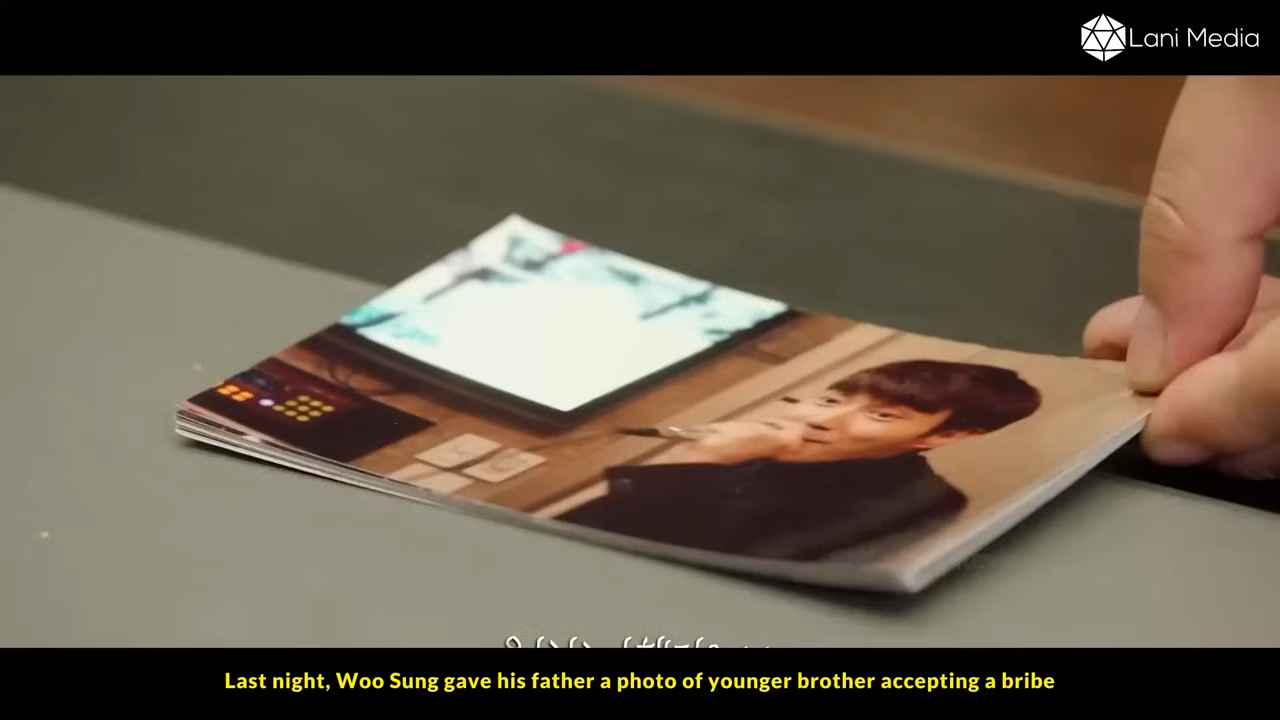 Lani Media
Last night, Woo Sung gave his father a photo of younger brother accepting a bribe